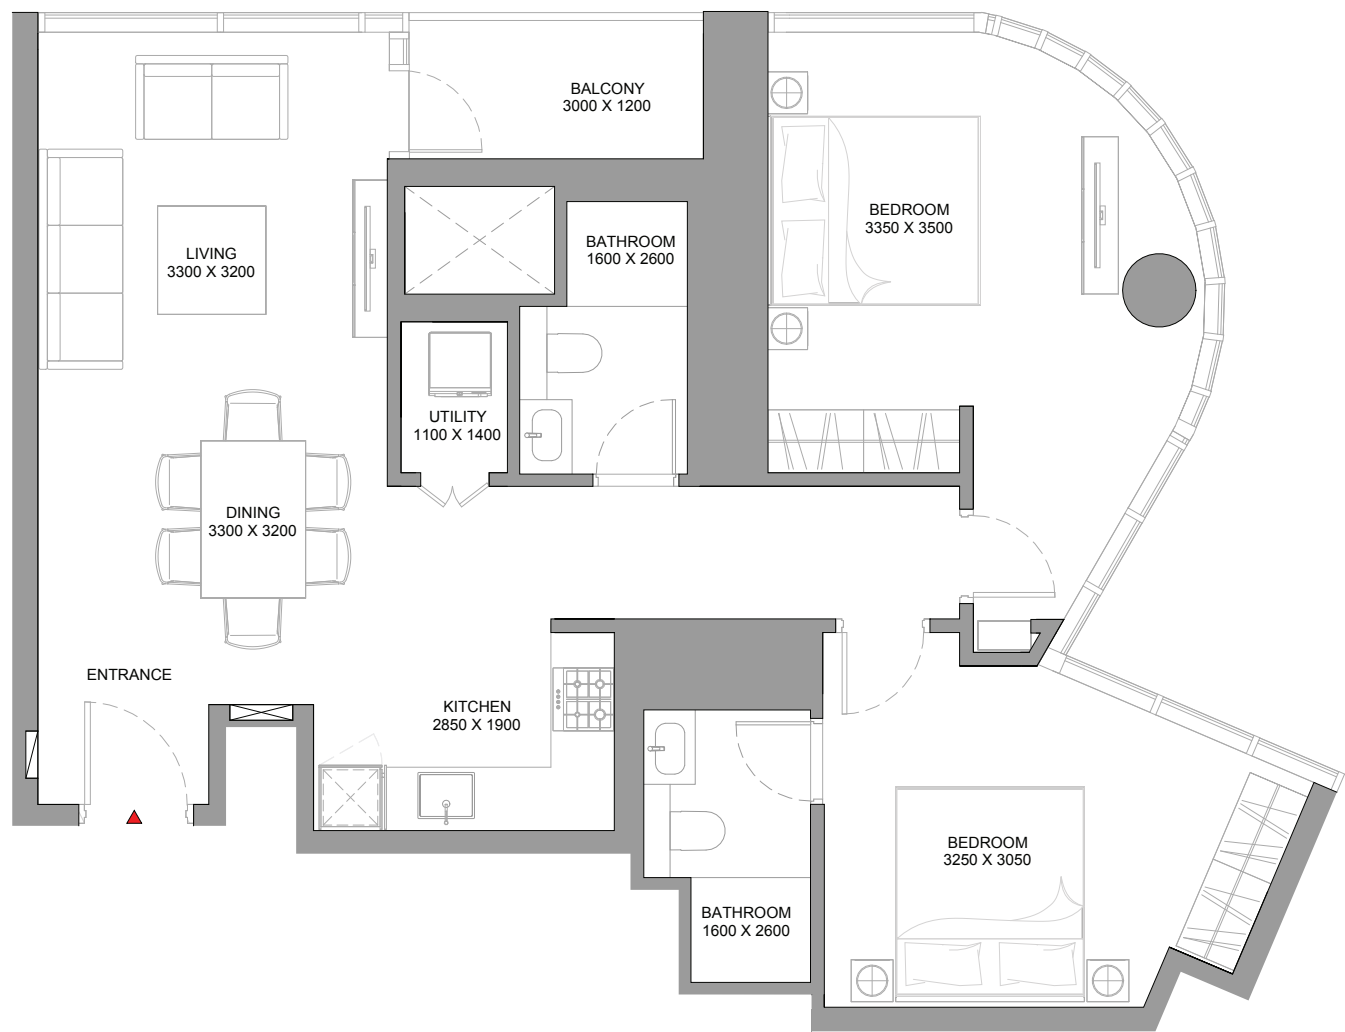 BALCONY
3000 X 1200
BEDROOM
3350 X 3500
BATHROOM
1600 X 2600
LIVING
3300 X 3200
UTILITY
1100 X 1400
DINING
3300 X 3200
ENTRANCE
KITCHEN
2850 X 1900
BEDROOM
3250 X 3050
BATHROOM
1600 X 2600